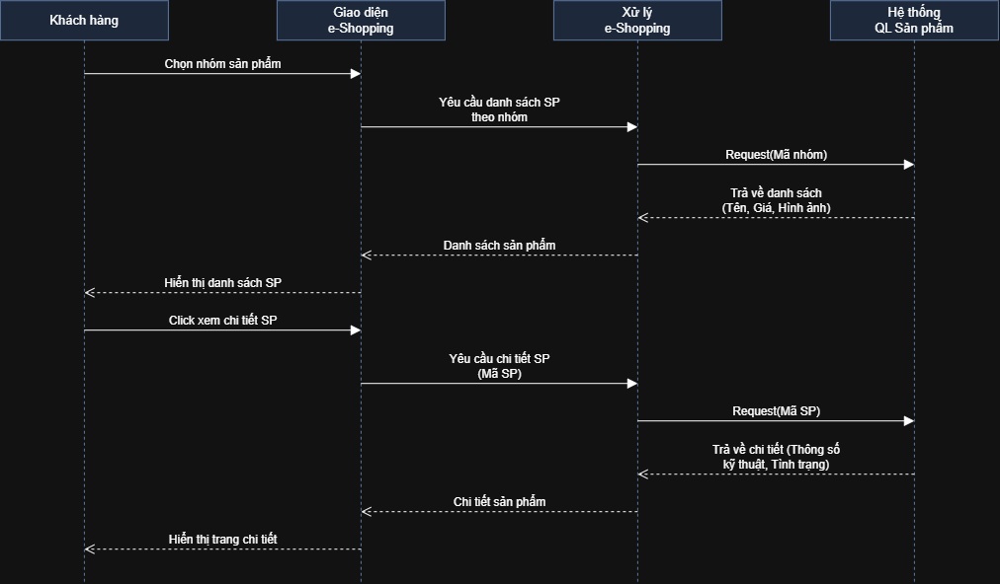 Khách hàng
Giao diện
e-Shopping
Xử lý
e-Shopping
Hệ thống
QL Sản phẩm
Chọn nhóm sản phẩm
Yêu cầu danh sách SP
theo nhóm
Request(Mã nhóm)
Trả về danh sách
(Tên, Giá, Hình ảnh)
Danh sách sản phẩm
Hiển thị danh sách SP
Click xem chi tiết SP
Yêu cầu chi tiết SP
(Mã SP)
Request(Mã SP)
Trả về chi tiết (Thông số
kỹ thuật, Tình trạng)
Chi tiết sản phẩm
Hiển thị trang chi tiết